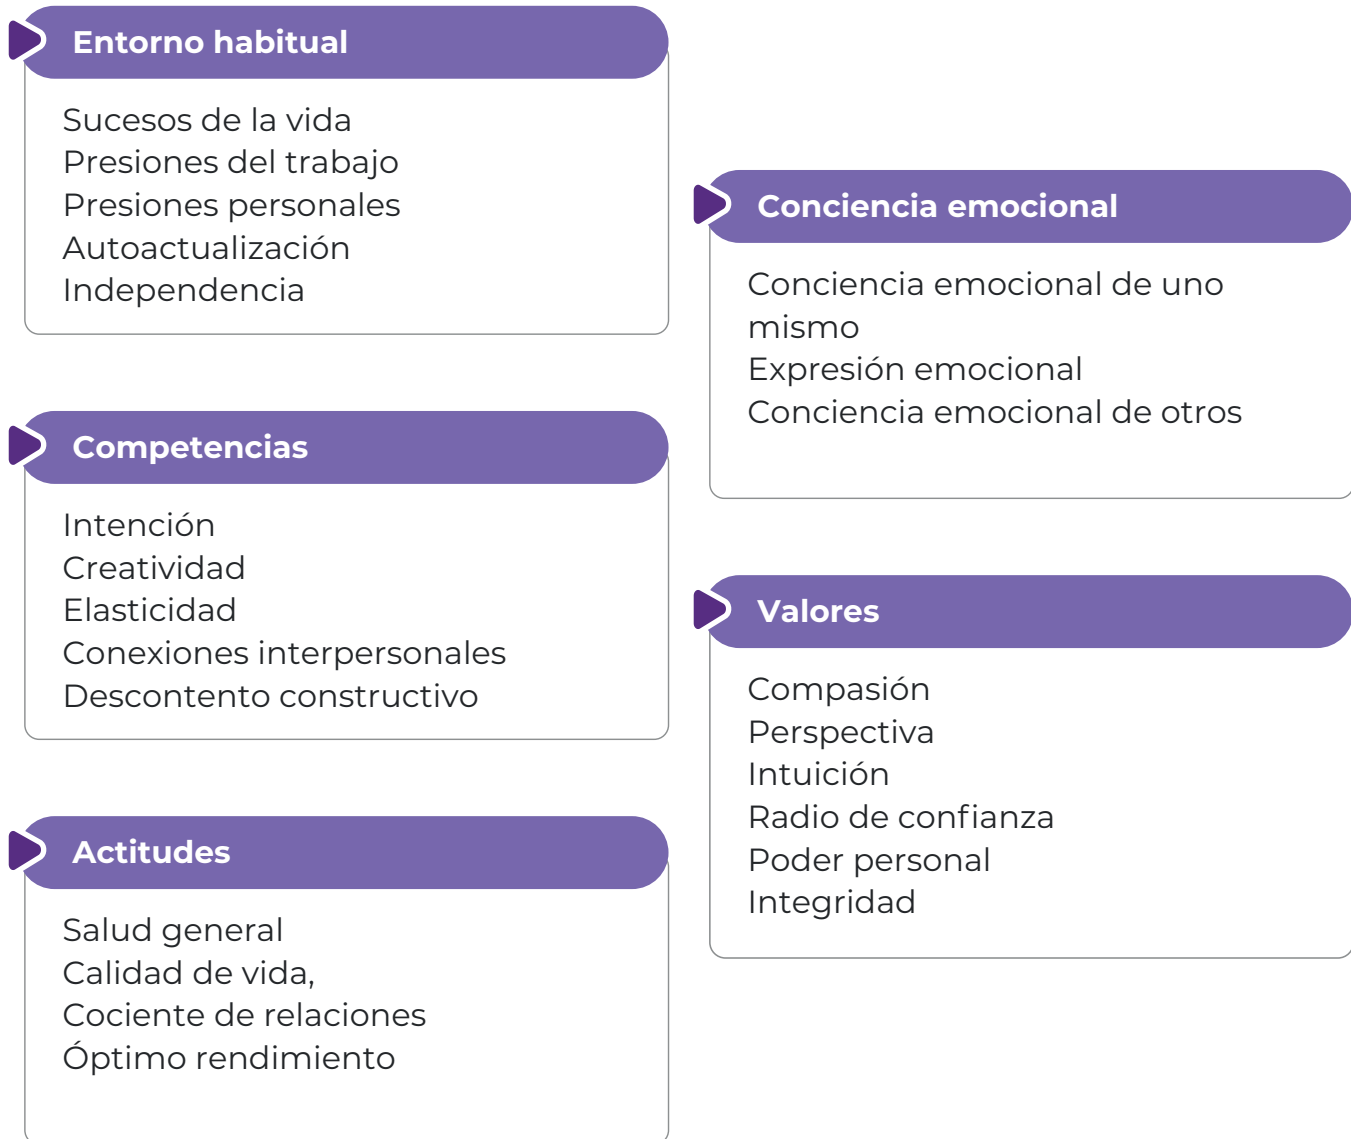 Entorno habitual
Sucesos de la vida
Presiones del trabajo
Presiones personales
Autoactualización
Independencia
Conciencia emocional
Conciencia emocional de uno
mismo
Expresión emocional
Conciencia emocional de otros
Competencias
Intención
Creatividad
Elasticidad
Conexiones interpersonales
Descontento constructivo
Valores
Compasión
Perspectiva
Intuición
Radio de confianza
Poder personal
Integridad
Actitudes
Salud general
Calidad de vida,
Cociente de relaciones
Óptimo rendimiento